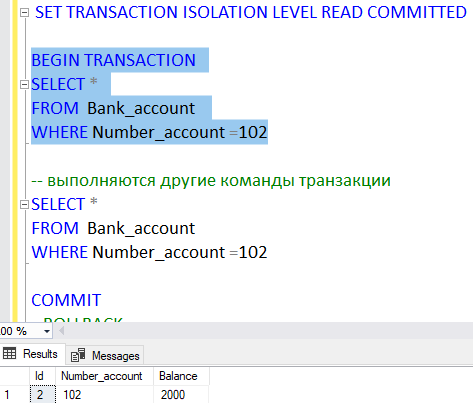 SET TRANSACTION ISOLATION LEVEL READ COMMITTED
BEGIN TRANSACTION
SELECT *
FROM Bank_account
WHERE Number_account =102
-- выполняются другие команды транзакции
SELECT *
FROM Bank_account
WHERE Number_account =102
COMMIT
ROLLBACK
00 %
Results Messages
Id Number_account Balance
1 2 102 2000